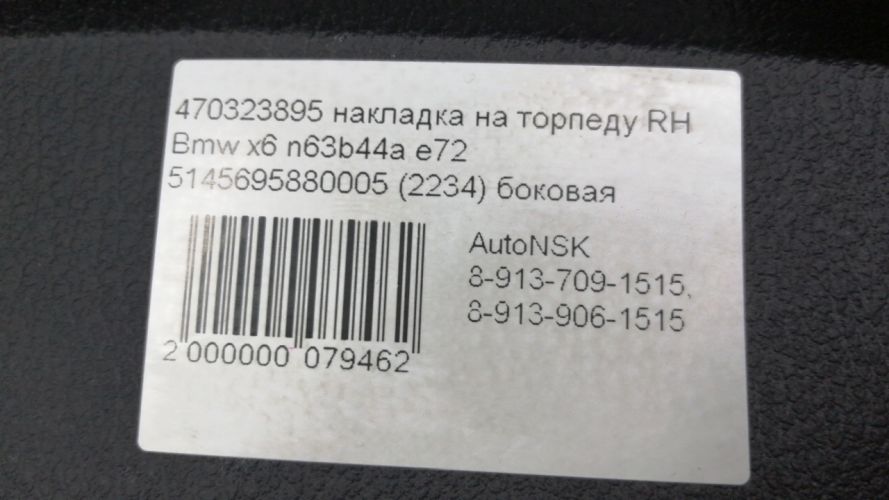 470323895 накладка на торпеду RH
Bmw x6 n63b44a e72
5145695880005 (2234) боковая
AutoNSK
8-913-709-1515,
8-913-906-1515
2 000000 079462